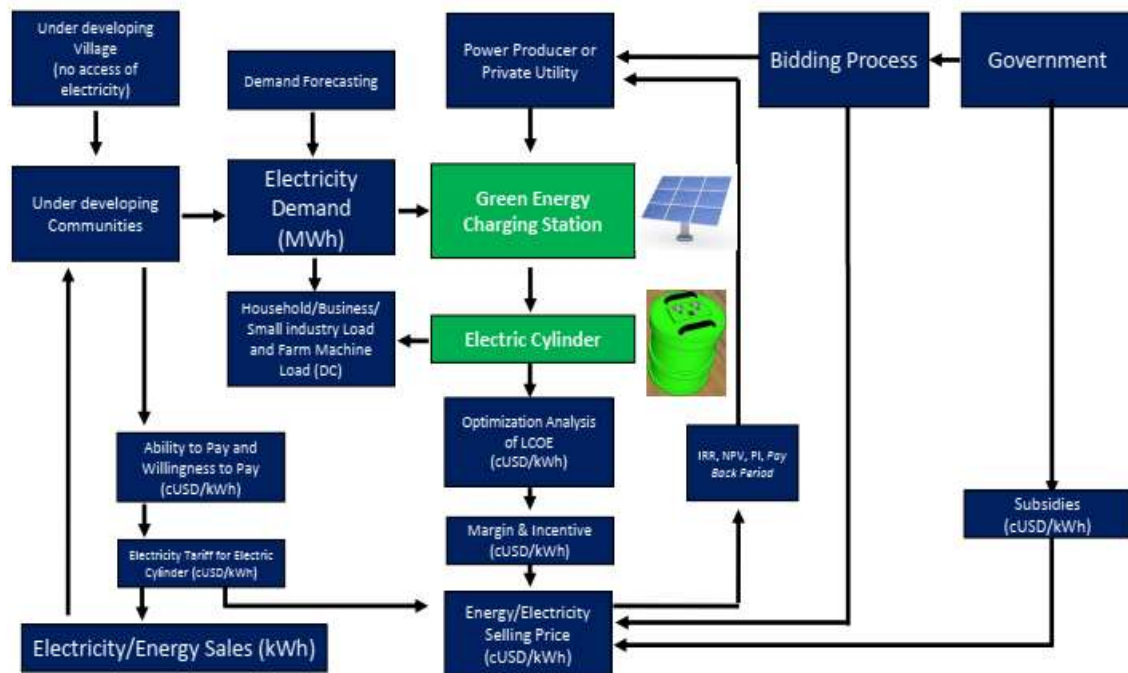 Under developing
Village
(no access of
electricity)
Demand Forecasting
Power Producer or
Private Utility
Bidding Process
Government
Under developing
Communities
Electricity
Demand
(MWh)
Green Energy
Charging Station
Household/Business/
Small industry Load
and Farm Machine
Load (DC)
Electric Cylinder
Optimization Analysis
of LCOE
(cUSD/kWh)
IRR, NPV, PI, Pay
Back Period
Ability to Pay and
Willingness to Pay
(cUSD/kWh)
Subsidies
(cUSD/kWh)
Margin & Incentive
(cUSD/kWh)
Electricity Tariff for Electric
Cylinder (cUSD/kWh)
Energy/Electricity
Selling Price
(cUSD/kWh)
Electricity/Energy Sales (kWh)